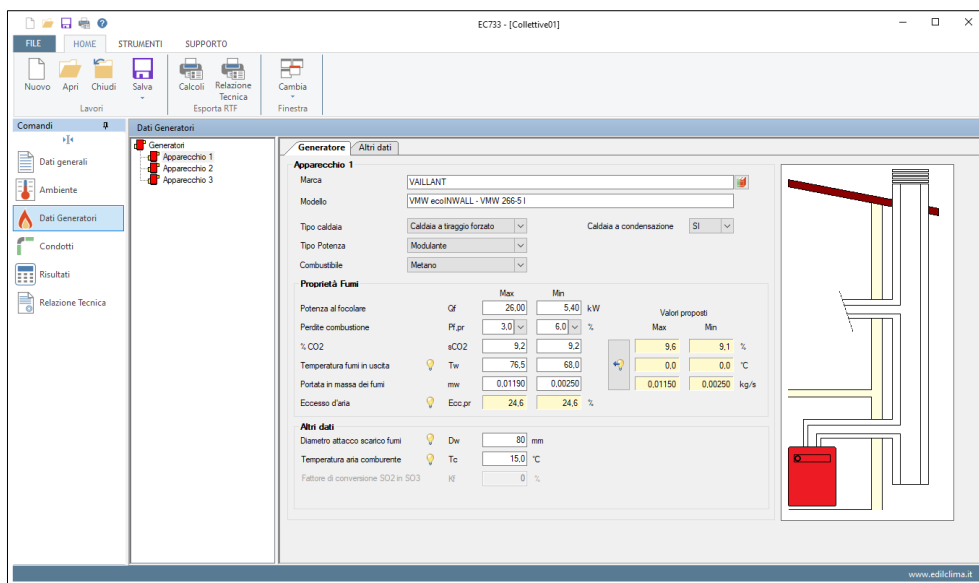 EC733 - [Collettive01]
FILE HOME STRUMENTI SUPPORTO
Nuovo Apri Chiudi Salva Calcoli Relazione Tecnica Cambia
Lavori Esporta RTF Finestra
Comandi
Dati generali
Ambiente
Dati Generatori
Condotti
Risultati
Relazione Tecnica
Dati Generatori
Generatori
Apparecchio 1
Apparecchio 2
Apparecchio 3
Generatore Altri dati
Apparecchio 1
Marca VAILLANT
Modello VMW ecoINWALL - VMW 266-5 I
Tipo caldaia Caldaia a tiraggio forzato Caldaia a condensazione SI
Tipo Potenza Modulante
Combustibile Metano
Proprietà Fumi
Max Min
Potenza al focolare Qf 26,00 5,40 kW Valori proposti
Perdite combustione Pf,pr 3,0 6,0 % Max Min
% CO2 sCO2 9,2 9,2 9,6 9,1 %
Temperatura fumi in uscita Tw 76,5 68,0 0,0 0,0 °C
Portata in massa dei fumi mw 0,01190 0,00250 0,01150 0,00250 kg/s
Eccesso d'aria Ecc,pr 24,6 24,6 %
Altri dati
Diametro attacco scarico fumi Dw 80 mm
Temperatura aria comburente Tc 15,0 °C
Fattore di conversione SO2 in SO3 Kf 0 %
www.edilclima.it